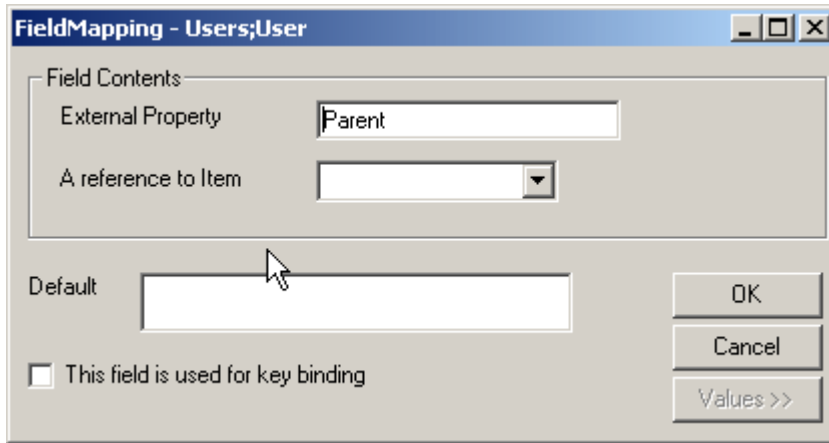 FieldMapping - Users;User
Field Contents
External Property
Parent
A reference to Item
Default
OK
Cancel
This field is used for key binding
Values >>